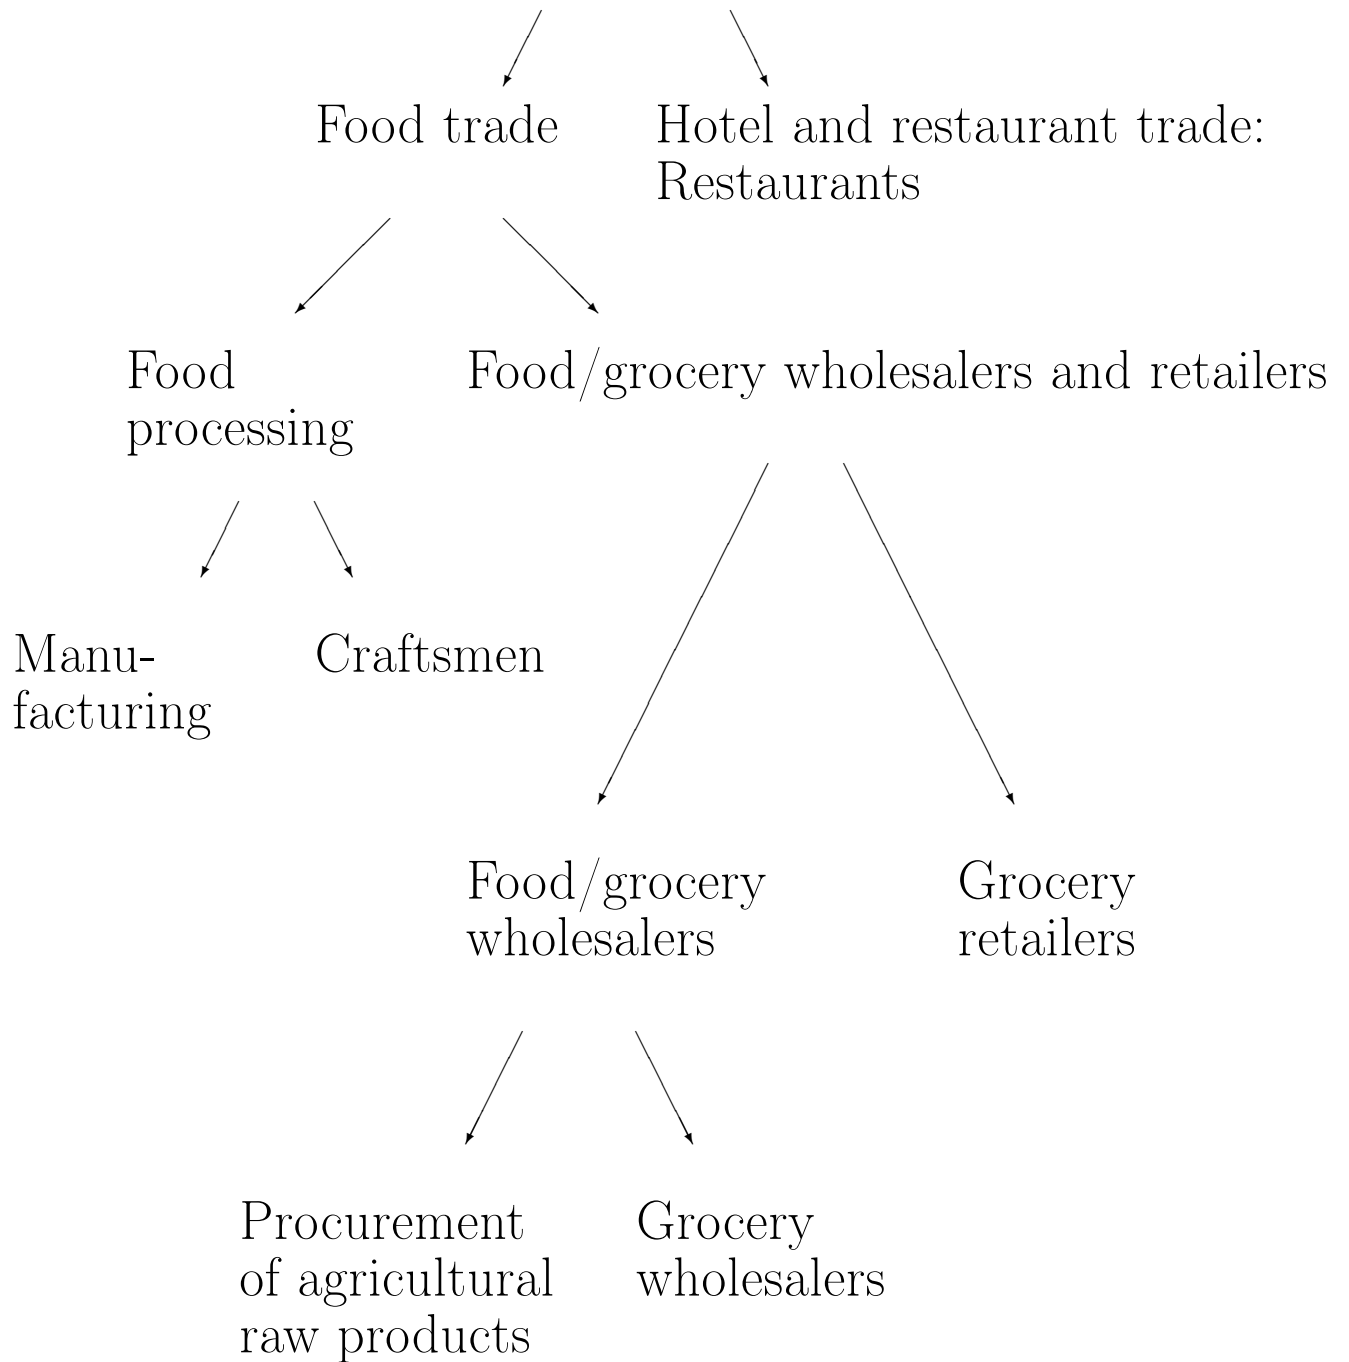 Food trade
Hotel and restaurant trade:
Restaurants
Food
processing
Food/grocery wholesalers and retailers
Manu-
facturing
Craftsmen
Food/grocery
wholesalers
Grocery
retailers
Procurement
of agricultural
raw products
Grocery
wholesalers